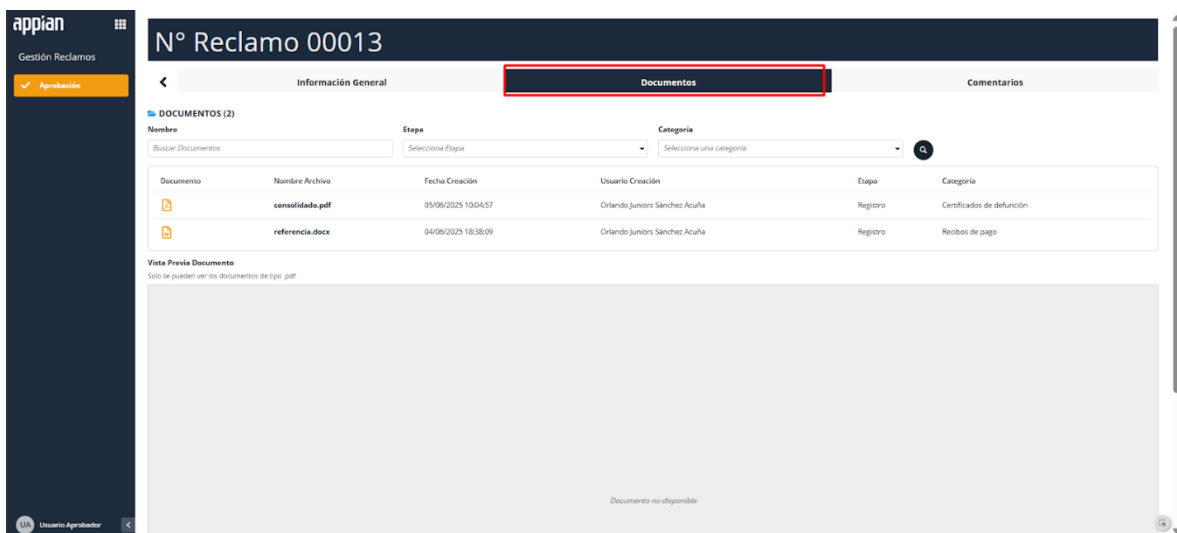 appian
Gestión Reclamos
Aprobación
N° Reclamo 00013
Información General
Documentos
Comentarios
DOCUMENTOS (2)
Nombre Etapa Categoría
Buscar Documentos Selecciona Etapa Selecciona una categoría
Documento Nombre Archivo Fecha Creación Usuario Creación Etapa Categoría
consolidado.pdf 05/06/2025 10:04:57 Orlando Juniors Sánchez Acuña Registro Certificados de defunción
referencia.docx 04/06/2025 18:38:09 Orlando Juniors Sánchez Acuña Registro Recibos de pago
Vista Previa Documento
Solo se pueden ver los documentos de tipo .pdf
Documento no disponible
UA Usuario Aprobador